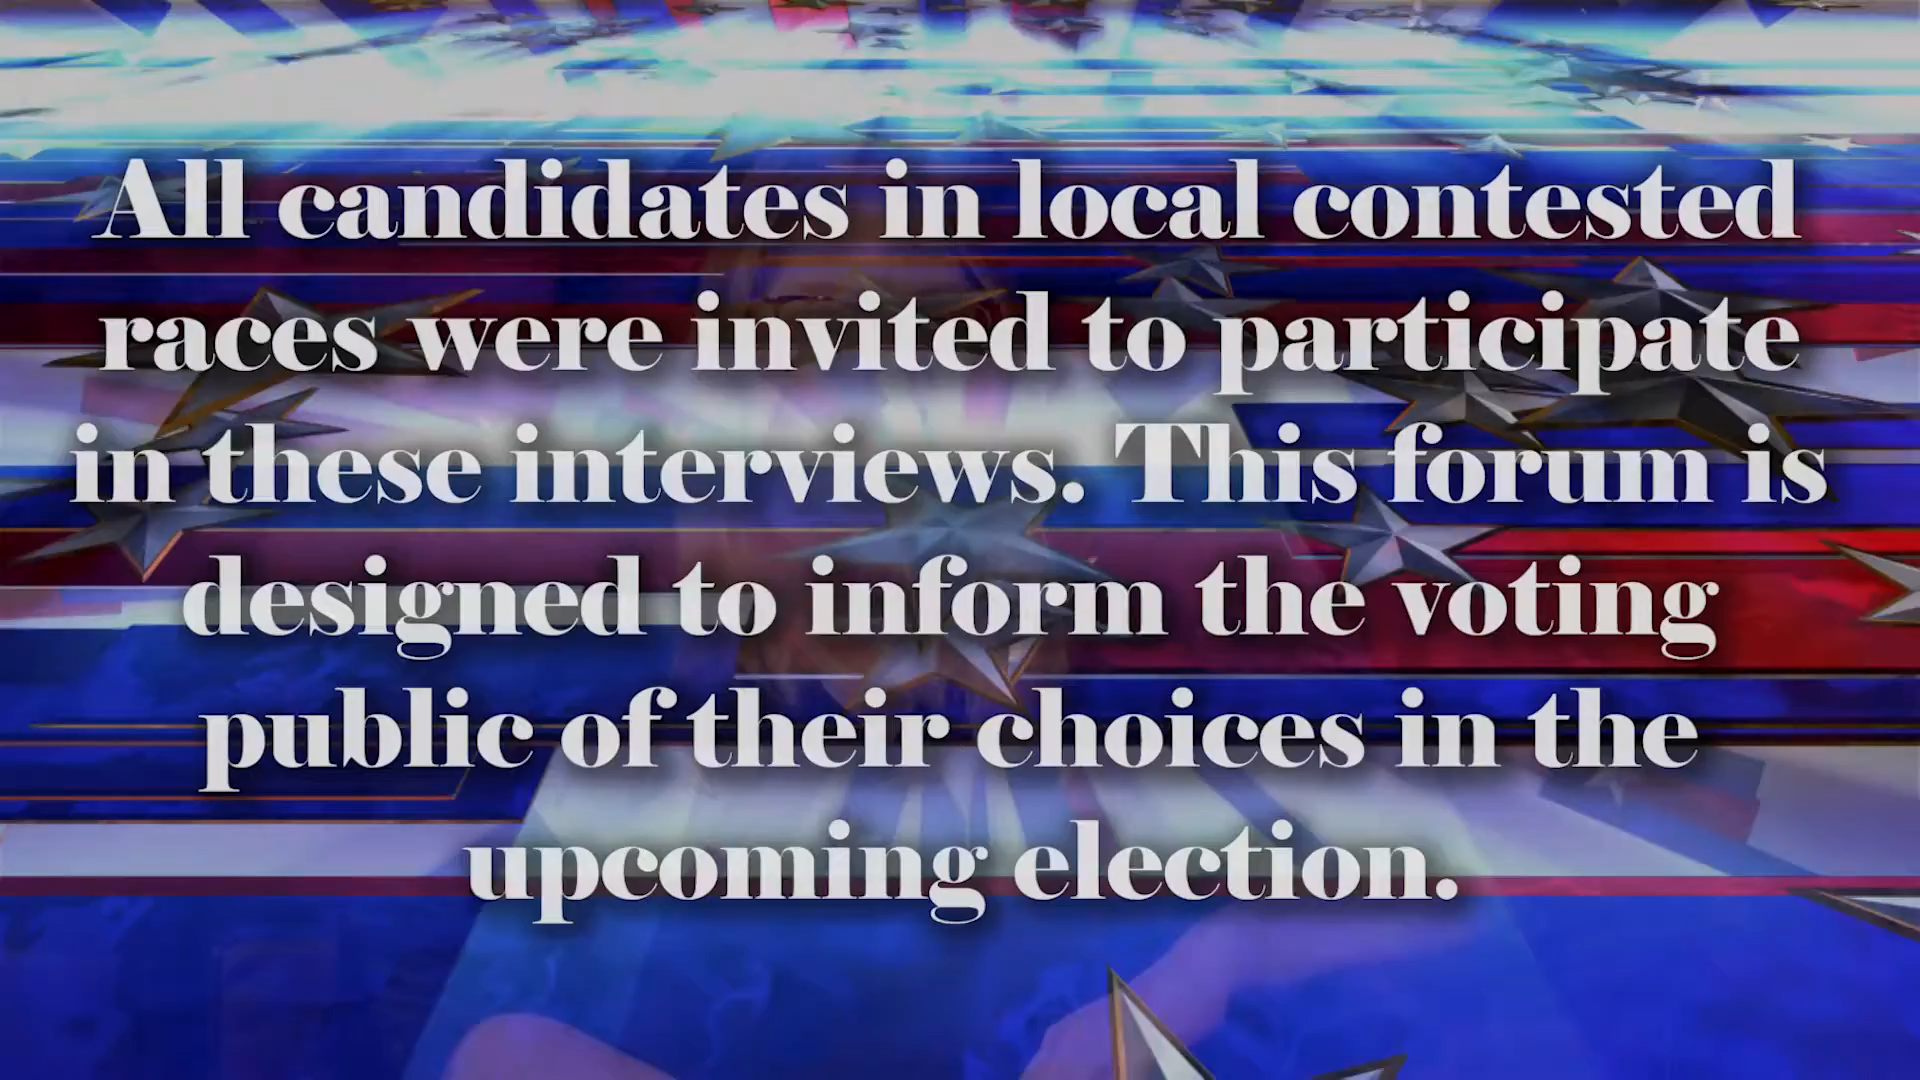 All candidates in local contested
races were invited to participate
in these interviews. This forum is
designed to inform the voting
public of their choices in the
upcoming election.